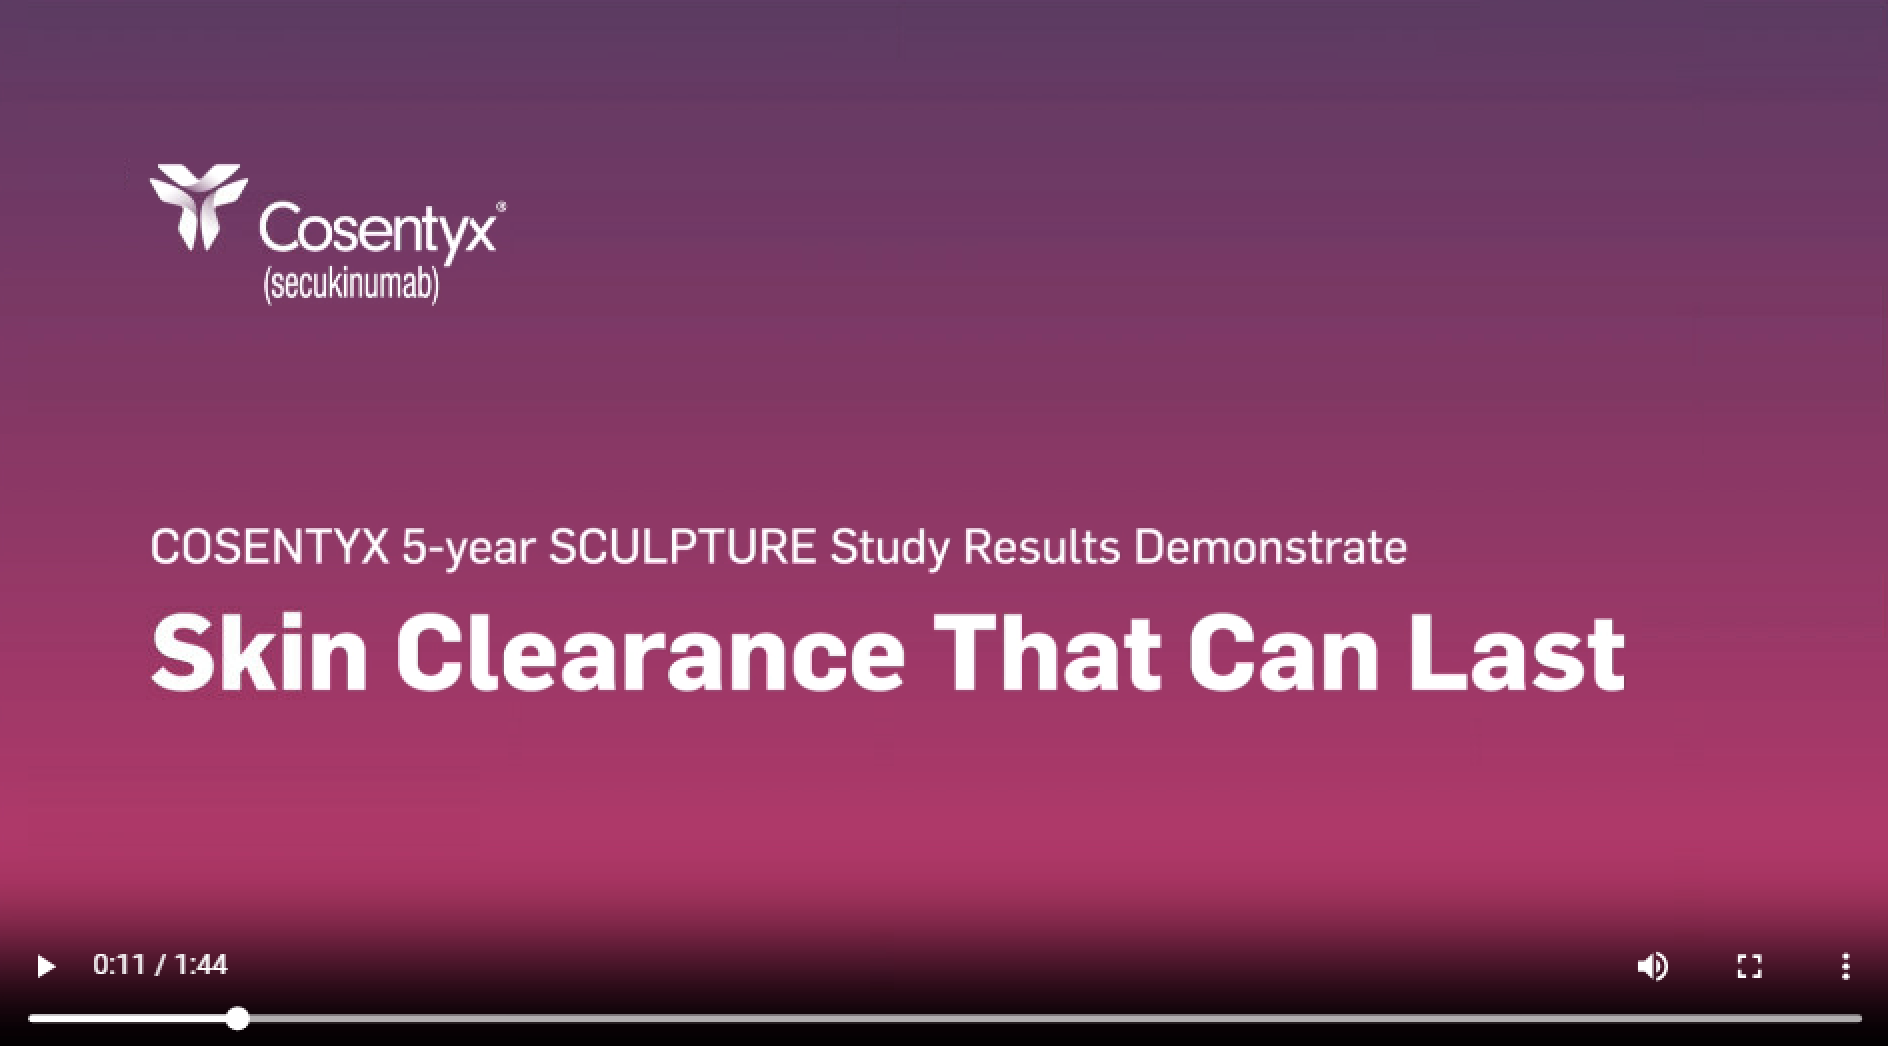 Cosentyx®
(secukinumab)
COSENTYX 5-year SCULPTURE Study Results Demonstrate
Skin Clearance That Can Last
0:11 / 1:44